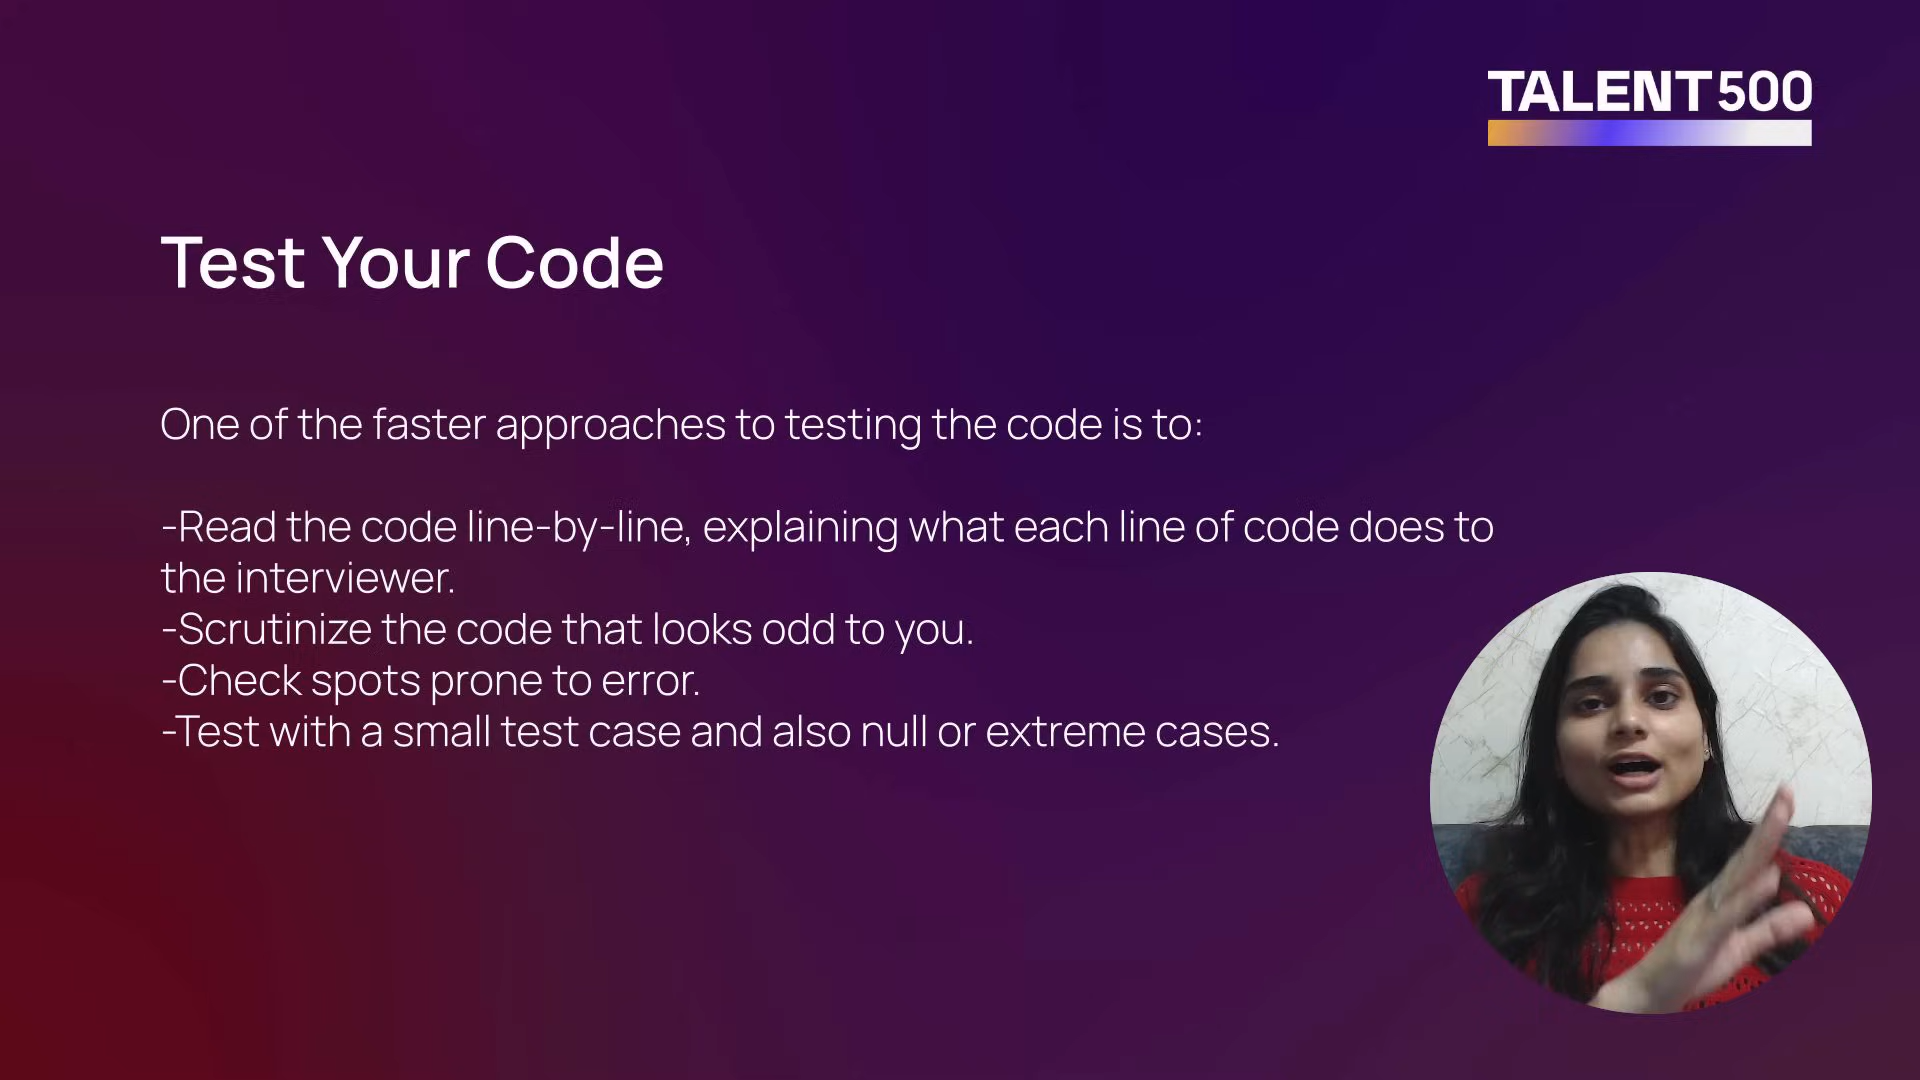 TALENT500
Test Your Code
One of the faster approaches to testing the code is to:
-Read the code line-by-line, explaining what each line of code does to
the interviewer.
-Scrutinize the code that looks odd to you.
-Check spots prone to error.
-Test with a small test case and also null or extreme cases.